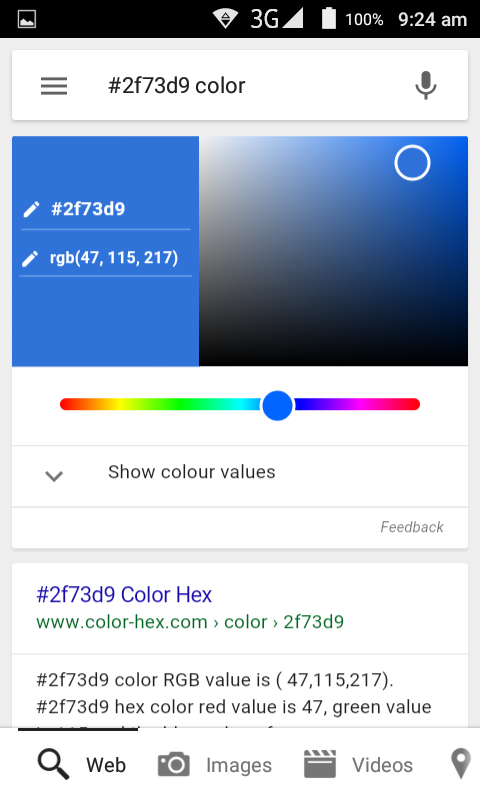 3G 100% 9:24 am
#2f73d9 color
#2f73d9
rgb(47, 115, 217)
Show colour values
Feedback
#2f73d9 Color Hex
www.color-hex.com › color › 2f73d9
#2f73d9 color RGB value is ( 47,115,217).
#2f73d9 hex color red value is 47, green value
Web Images Videos